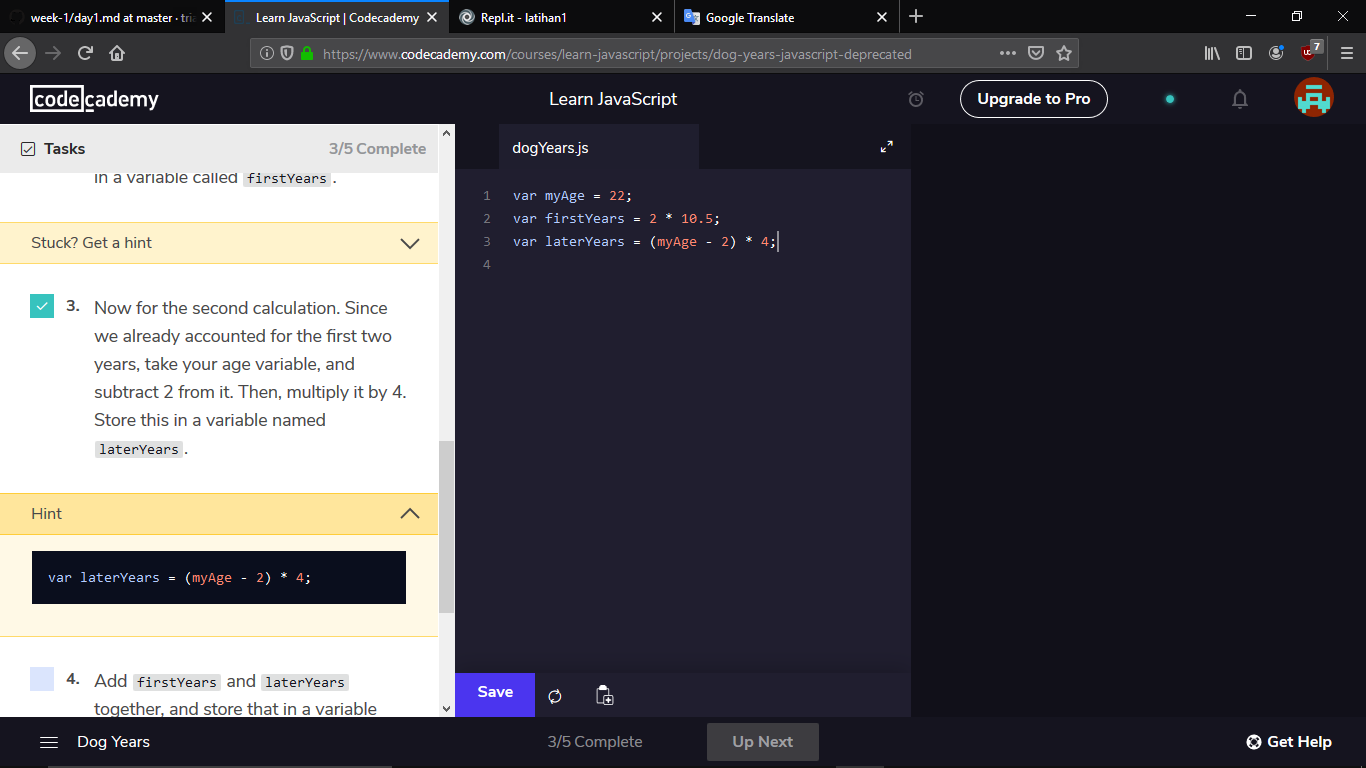 week-1/day1.md at master · tri
Learn JavaScript | Codecademy
Repl.it - latihan1
Google Translate
https://www.codecademy.com/courses/learn-javascript/projects/dog-years-javascript-deprecated
7
codecademy
Learn JavaScript
Upgrade to Pro
Tasks
3/5 Complete
in a variable called firstYears.
Stuck? Get a hint
3. Now for the second calculation. Since
we already accounted for the first two
years, take your age variable, and
subtract 2 from it. Then, multiply it by 4.
Store this in a variable named
laterYears.
Hint
var laterYears = (myAge - 2) * 4;
4. Add firstYears and laterYears
together, and store that in a variable
dogYears.js
1 var myAge = 22;
2 var firstYears = 2 * 10.5;
3 var laterYears = (myAge - 2) * 4;
4
Save
Dog Years
3/5 Complete
Up Next
Get Help